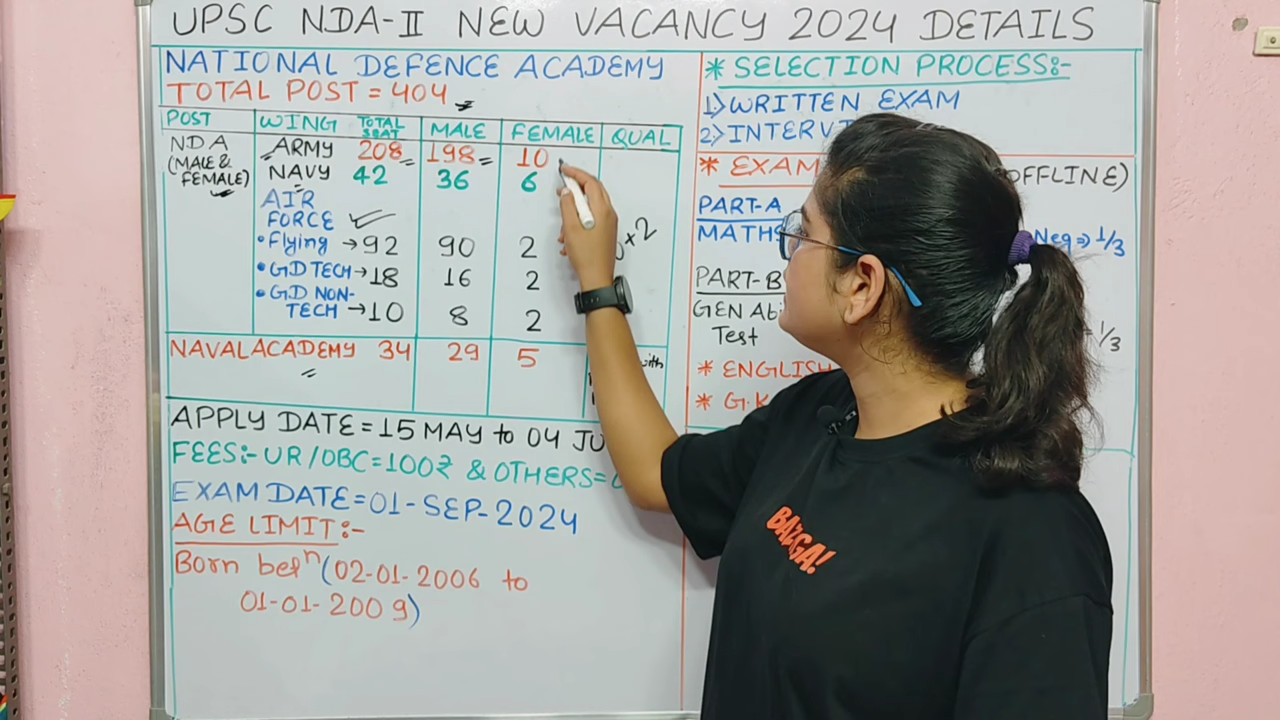 UPSC NDA-II NEW VACANCY 2024 DETAILS
NATIONAL DEFENCE ACADEMY
TOTAL POST = 404
POST WING TOTAL SEAT MALE FEMALE QUAL
NDA (MALE & FEMALE) ARMY 208 198 10
NAVY 42 36 6
AIR FORCE
• Flying → 92 90 2
• GD TECH → 18 16 2
• GD NON-TECH → 10 8 2
+2
NAVAL ACADEMY 34 29 5
with
APPLY DATE = 15 MAY to 04
FEES:- UR/OBC = 100₹ & OTHERS =
EXAM DATE = 01-SEP-2024
AGE LIMIT:-
Born betn (02-01-2006 to
01-01-2009)
* SELECTION PROCESS:-
1) WRITTEN EXAM
2)
* EXAM OFFLINE)
PART-A
MATHS Neg ⇒ 1/3
PART-B
GEN Ab
Test 1/3
* ENGLISH
* G.K
BAZIGA!